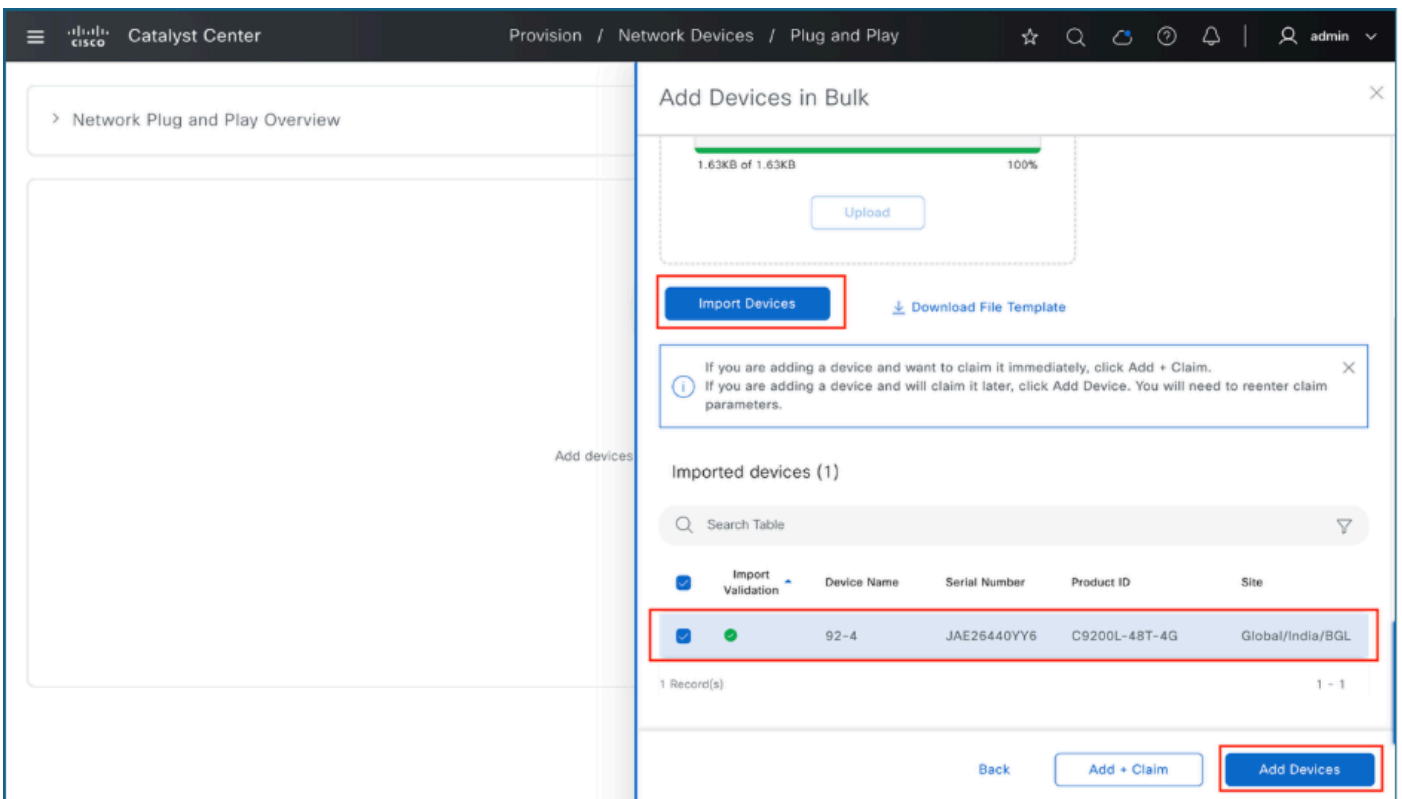 CISCO
Catalyst Center
Provision / Network Devices / Plug and Play
admin
Network Plug and Play Overview
Add devices
Add Devices in Bulk
1.63KB of 1.63KB
100%
Upload
Import Devices
Download File Template
If you are adding a device and want to claim it immediately, click Add + Claim.
If you are adding a device and will claim it later, click Add Device. You will need to reenter claim
parameters.
Imported devices (1)
Search Table
Import
Validation
Device Name
Serial Number
Product ID
Site
92-4
JAE26440YY6
C9200L-48T-4G
Global/India/BGL
1 Record(s)
1 - 1
Back
Add + Claim
Add Devices